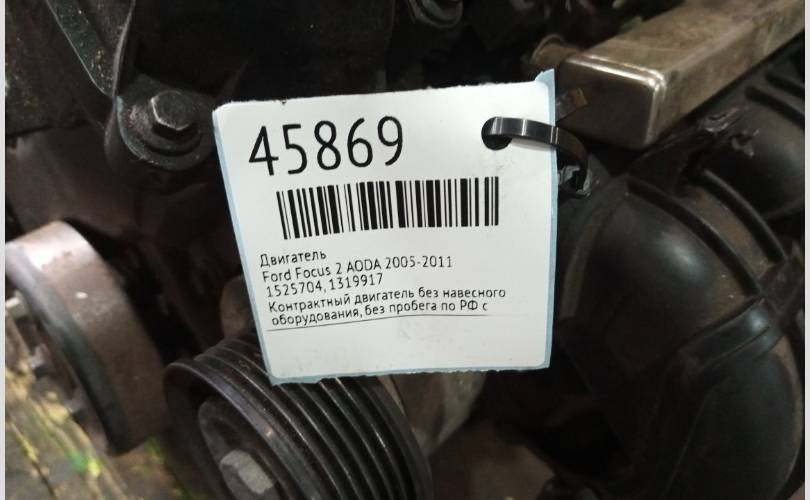 45869
Двигатель
Ford Focus 2 AODA 2005-2011
1525704, 1319917
Контрактный двигатель без навесного
оборудования, без пробега по РФ с